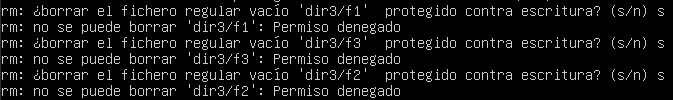 rm: ¿borrar el fichero regular vacío 'dir3/f1'  protegido contra escritura? (s/n) s
rm: no se puede borrar 'dir3/f1': Permiso denegado
rm: ¿borrar el fichero regular vacío 'dir3/f3'  protegido contra escritura? (s/n) s
rm: no se puede borrar 'dir3/f3': Permiso denegado
rm: ¿borrar el fichero regular vacío 'dir3/f2'  protegido contra escritura? (s/n) s
rm: no se puede borrar 'dir3/f2': Permiso denegado